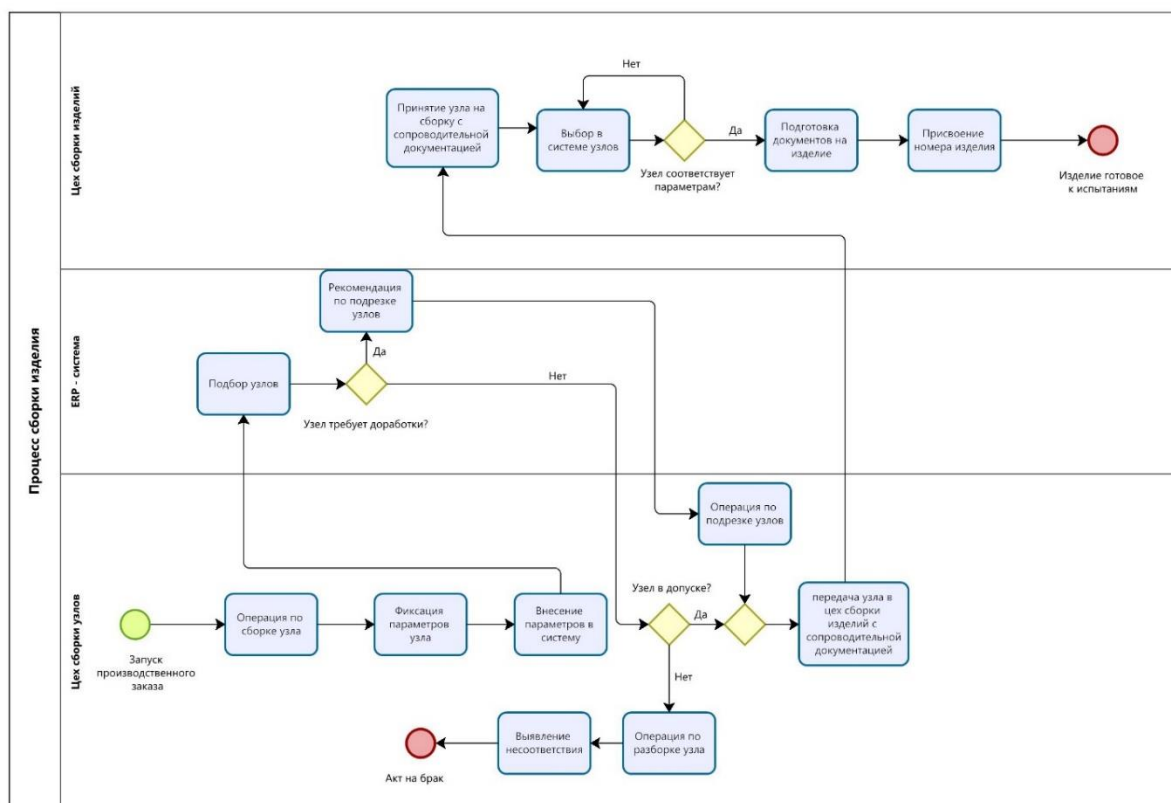 Процесс сборки изделия
Цех сборки изделий
Принятие узла на
сборку с
сопроводительной
документацией
Выбор в
системе узлов
Нет
Узел соответствует
параметрам?
Да
Подготовка
документов на
изделие
Присвоение
номера изделия
Изделие готовое
к испытаниям
ERP - система
Рекомендация
по подрезке
узлов
Да
Подбор узлов
Нет
Узел требует доработки?
Цех сборки узлов
Операция по
подрезке узлов
Запуск
производственного
заказа
Операция по
сборке узла
Фиксация
параметров
узла
Внесение
параметров в
систему
Узел в допуске?
Да
передача узла в
цех сборки
изделий с
сопроводительной
документацией
Нет
Операция по
разборке узла
Выявление
несоответствия
Акт на брак